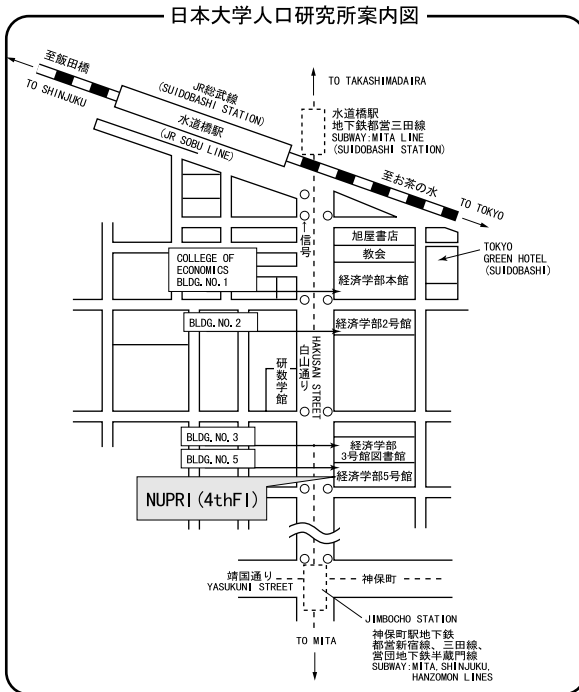 日本大学人口研究所案内図
至飯田橋
TO SHINJUKU
JR総武線
(SUIDOBASHI STATION)
水道橋駅
(JR SOBU LINE)
TO TAKASHIMADAIRA
水道橋駅
地下鉄都営三田線
SUBWAY:MITA LINE
(SUIDOBASHI STATION)
至お茶の水
TO TOKYO
↑信号
旭屋書店
教会
TOKYO
GREEN HOTEL
(SUIDOBASHI)
COLLEGE OF
ECONOMICS
BLDG.NO.1
経済学部本館
BLDG.NO.2
経済学部2号館
研数学館
白山通り
HAKUSAN STREET
BLDG.NO.3
経済学部
3号館図書館
BLDG.NO.5
経済学部5号館
NUPRI(4thFl)
靖国通り
YASUKUNI STREET
神保町
JIMBOCHO STATION
神保町駅地下鉄
都営新宿線、三田線、
営団地下鉄半蔵門線
SUBWAY:MITA,SHINJUKU,
HANZOMON LINES
TO MITA